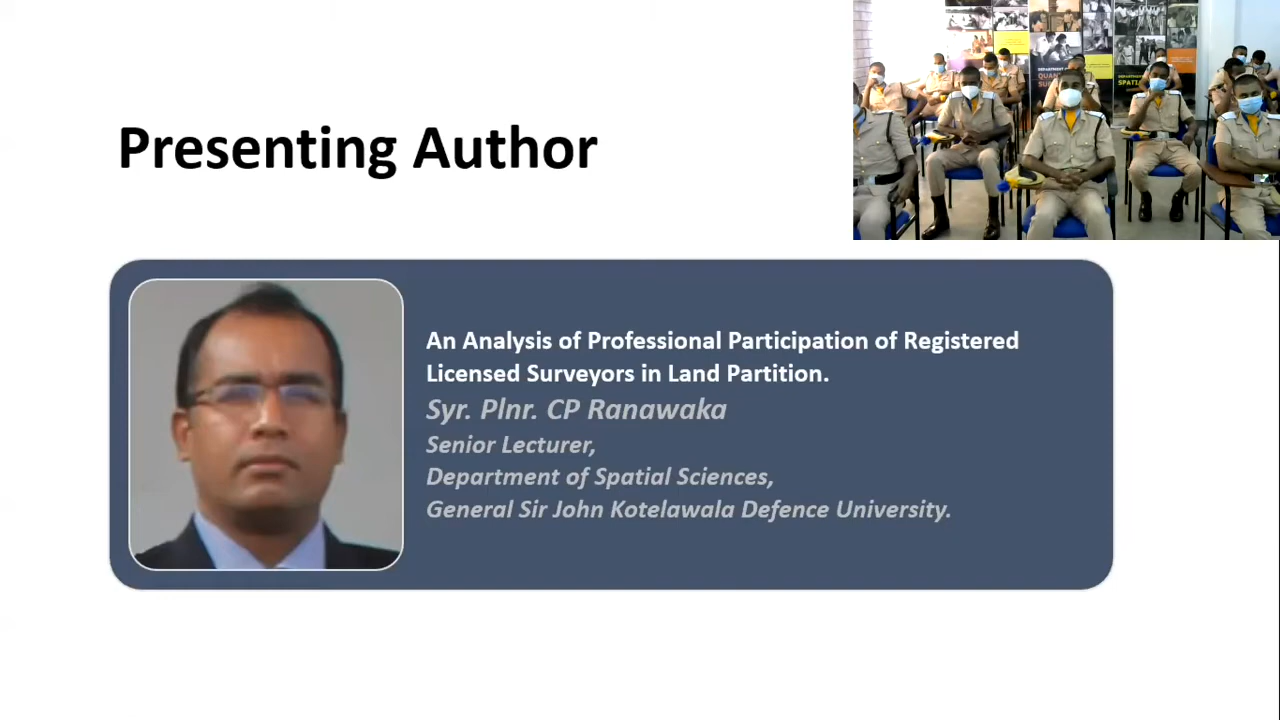 Presenting Author
An Analysis of Professional Participation of Registered
Licensed Surveyors in Land Partition.
Syr. Plnr. CP Ranawaka
Senior Lecturer,
Department of Spatial Sciences,
General Sir John Kotelawala Defence University.